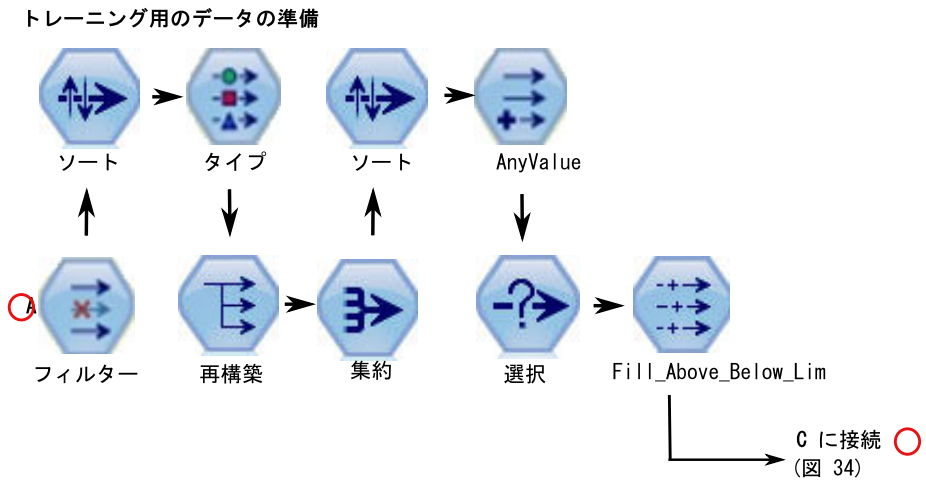 トレーニング用のデータの準備
ソート
タイプ
ソート
AnyValue
A
フィルター
再構築
集約
選択
Fill_Above_Below_Lim
C に接続
(図 34)